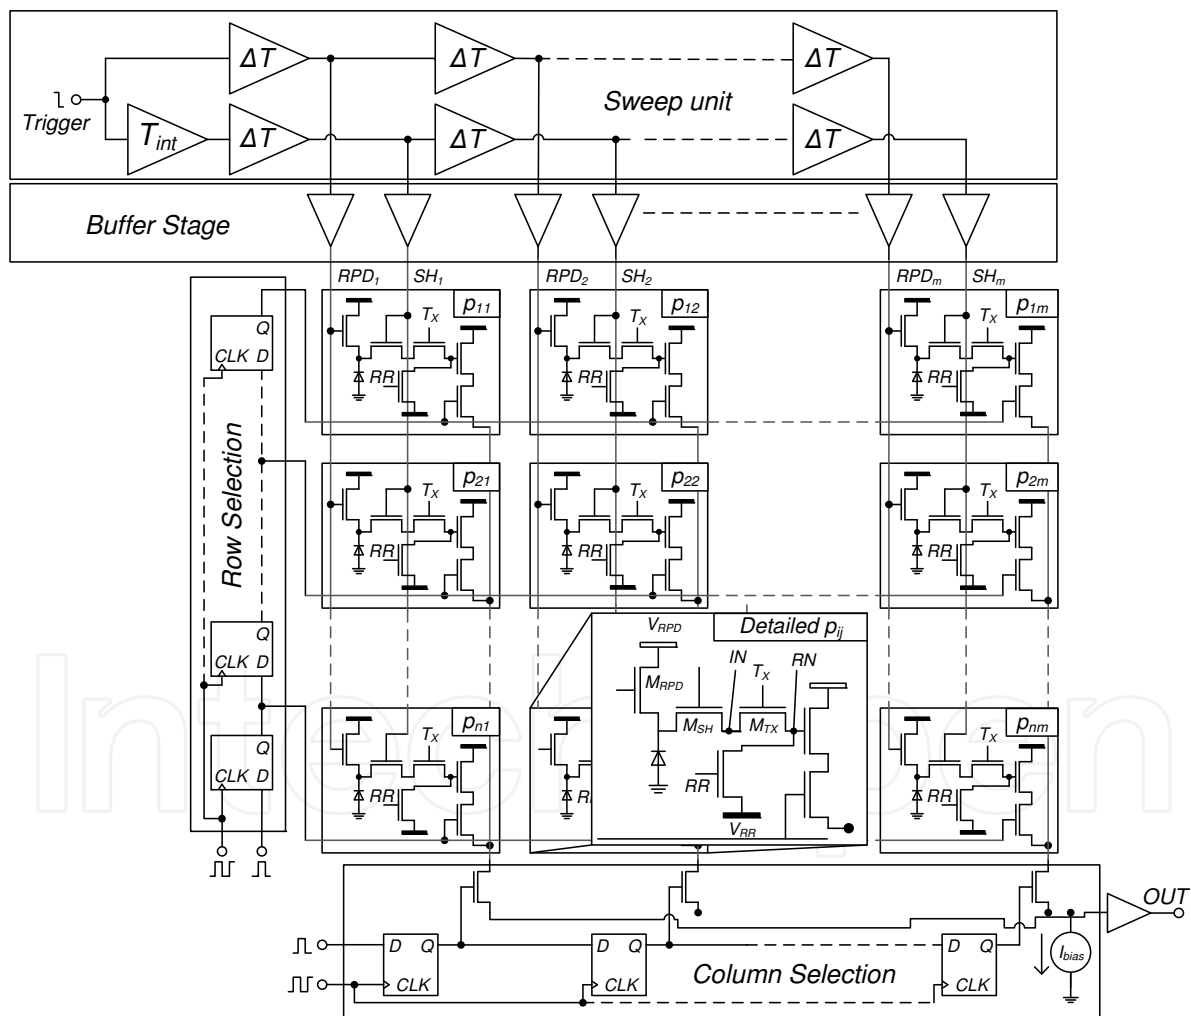 ΔT ΔT ΔT
Sweep unit
Trigger
T_int ΔT ΔT ΔT
Buffer Stage
RPD_1 SH_1 RPD_2 SH_2 RPD_m SH_m
p_11 p_12 p_1m
T_X T_X T_X
Q
CLK D
RR RR RR
Row Selection
p_21 p_22 p_2m
T_X T_X T_X
RR RR RR
Detailed p_ij
V_RPD
Q
CLK D
IN T_X RN
M_RPD
M_SH M_TX
p_n1 p_nm
T_X T_X
Q
CLK D
RR RR RR
V_RR
OUT
D Q D Q D Q
I_bias
CLK CLK CLK
Column Selection
IntechOpen